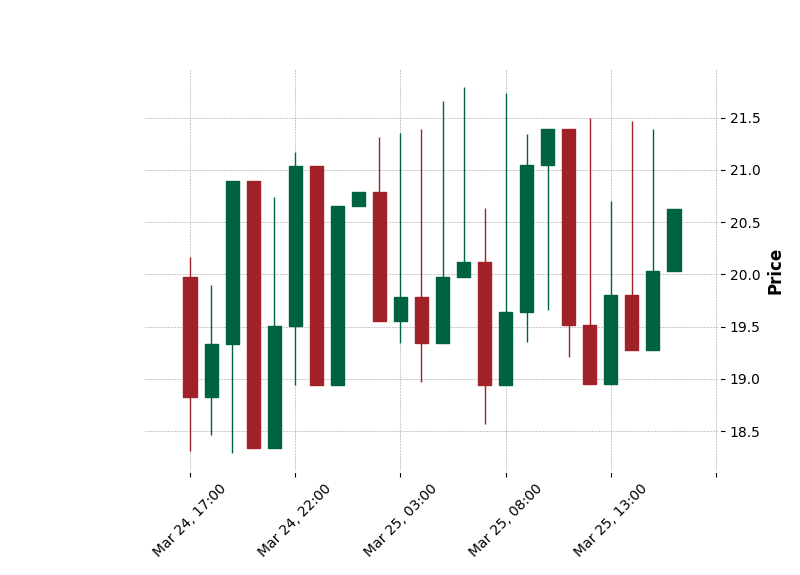 21.5
21.0
20.5
20.0
19.5
19.0
18.5
Price
Mar 24, 17:00
Mar 24, 22:00
Mar 25, 03:00
Mar 25, 08:00
Mar 25, 13:00